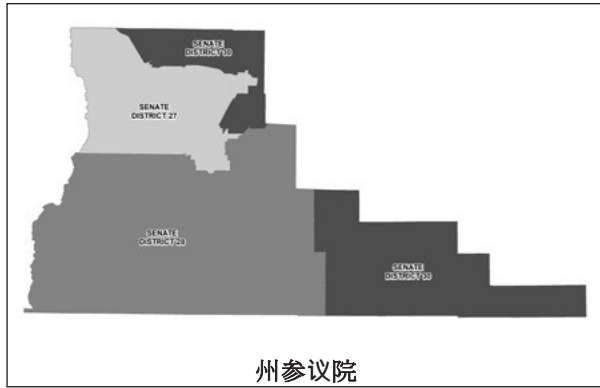 SENATE
DISTRICT 30
SENATE
DISTRICT 27
SENATE
DISTRICT 28
SENATE
DISTRICT 30
州参议院